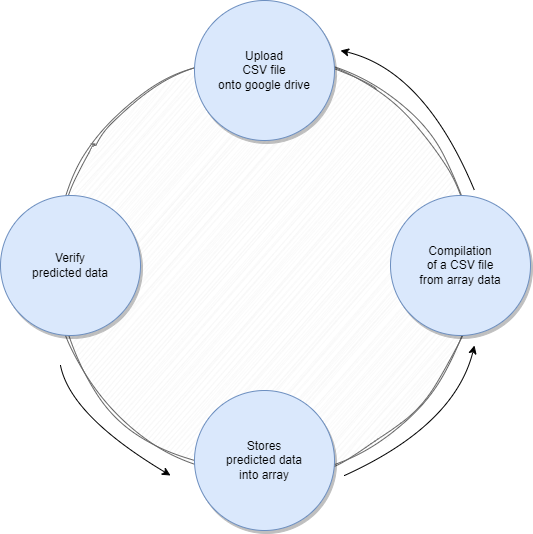 Upload
CSV file
onto google drive
Verify
predicted data
Compilation
of a CSV file
from array data
Stores
predicted data
into array